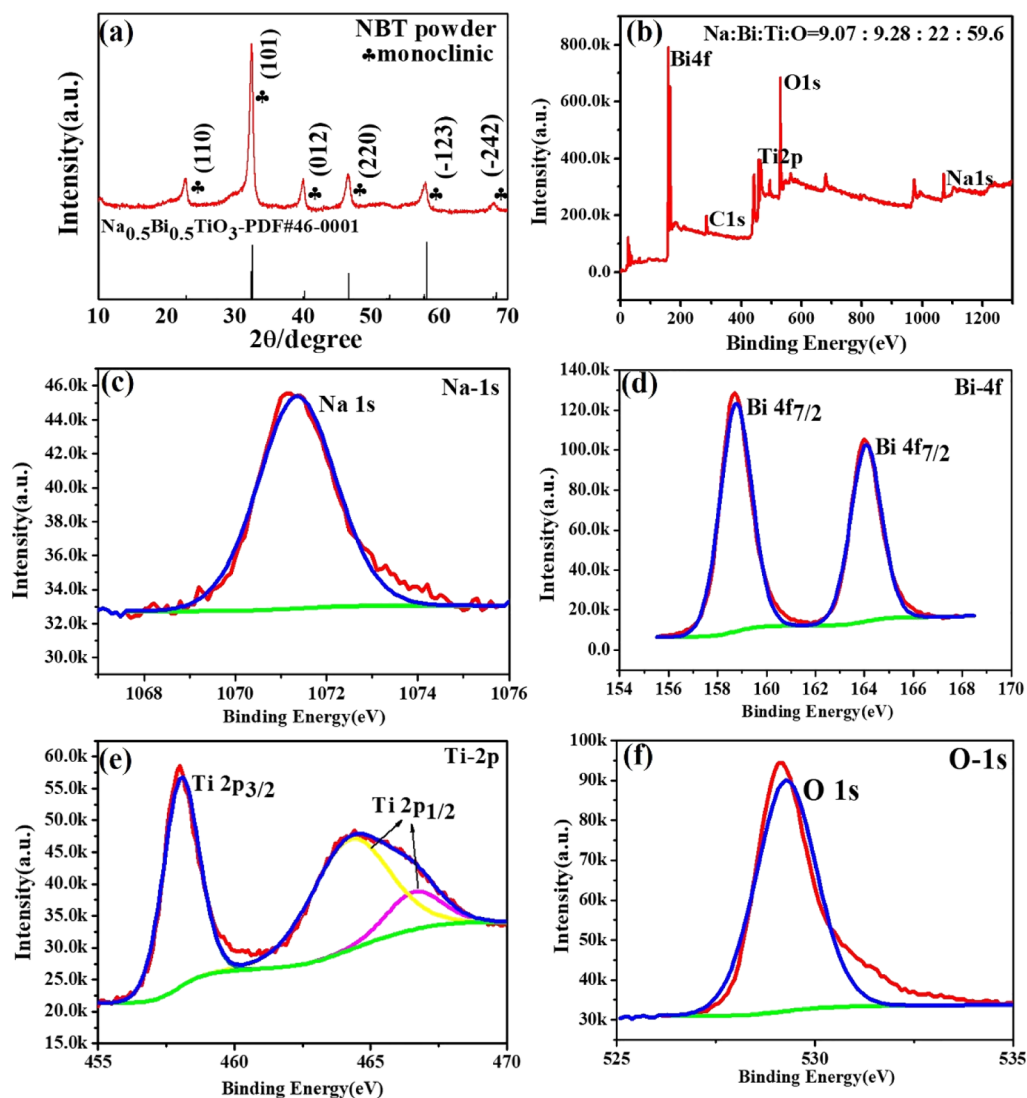 (a)
NBT powder
♣monoclinic
(110)
♣
(101)
♣
(012)
♣
(220)
♣
(-123)
♣
(-242)
♣
Na0.5Bi0.5TiO3-PDF#46-0001
Intensity(a.u.)
10 20 30 40 50 60 70
2θ/degree
(b)
Na:Bi:Ti:O=9.07 : 9.28 : 22 : 59.6
Bi4f
O1s
Ti2p
C1s
Na1s
Intensity(a.u.)
800.0k
600.0k
400.0k
200.0k
0.0
0 200 400 600 800 1000 1200
Binding Energy(eV)
(c)
Na-1s
Na 1s
Intensity(a.u.)
46.0k
45.0k
42.0k
40.0k
38.0k
33.0k
33.0k
30.0k
1068 1070 1072 1074 1076
Binding Energy(eV)
(d)
Bi-4f
Bi 4f7/2
Bi 4f7/2
Intensity(a.u.)
140.0k
120.0k
100.0k
80.0k
60.0k
40.0k
20.0k
0.0
154 156 158 160 162 164 166 168 170
Binding Energy(eV)
(e)
Ti-2p
Ti 2p3/2
Ti 2p1/2
Intensity(a.u.)
60.0k
55.0k
50.0k
45.0k
40.0k
35.0k
30.0k
25.0k
20.0k
15.0k
455 460 465 470
Binding Energy(eV)
(f)
O-1s
O 1s
Intensity(a.u.)
100k
90k
80k
70k
60k
50k
40k
30k
525 530 535
Binding Energy(eV)